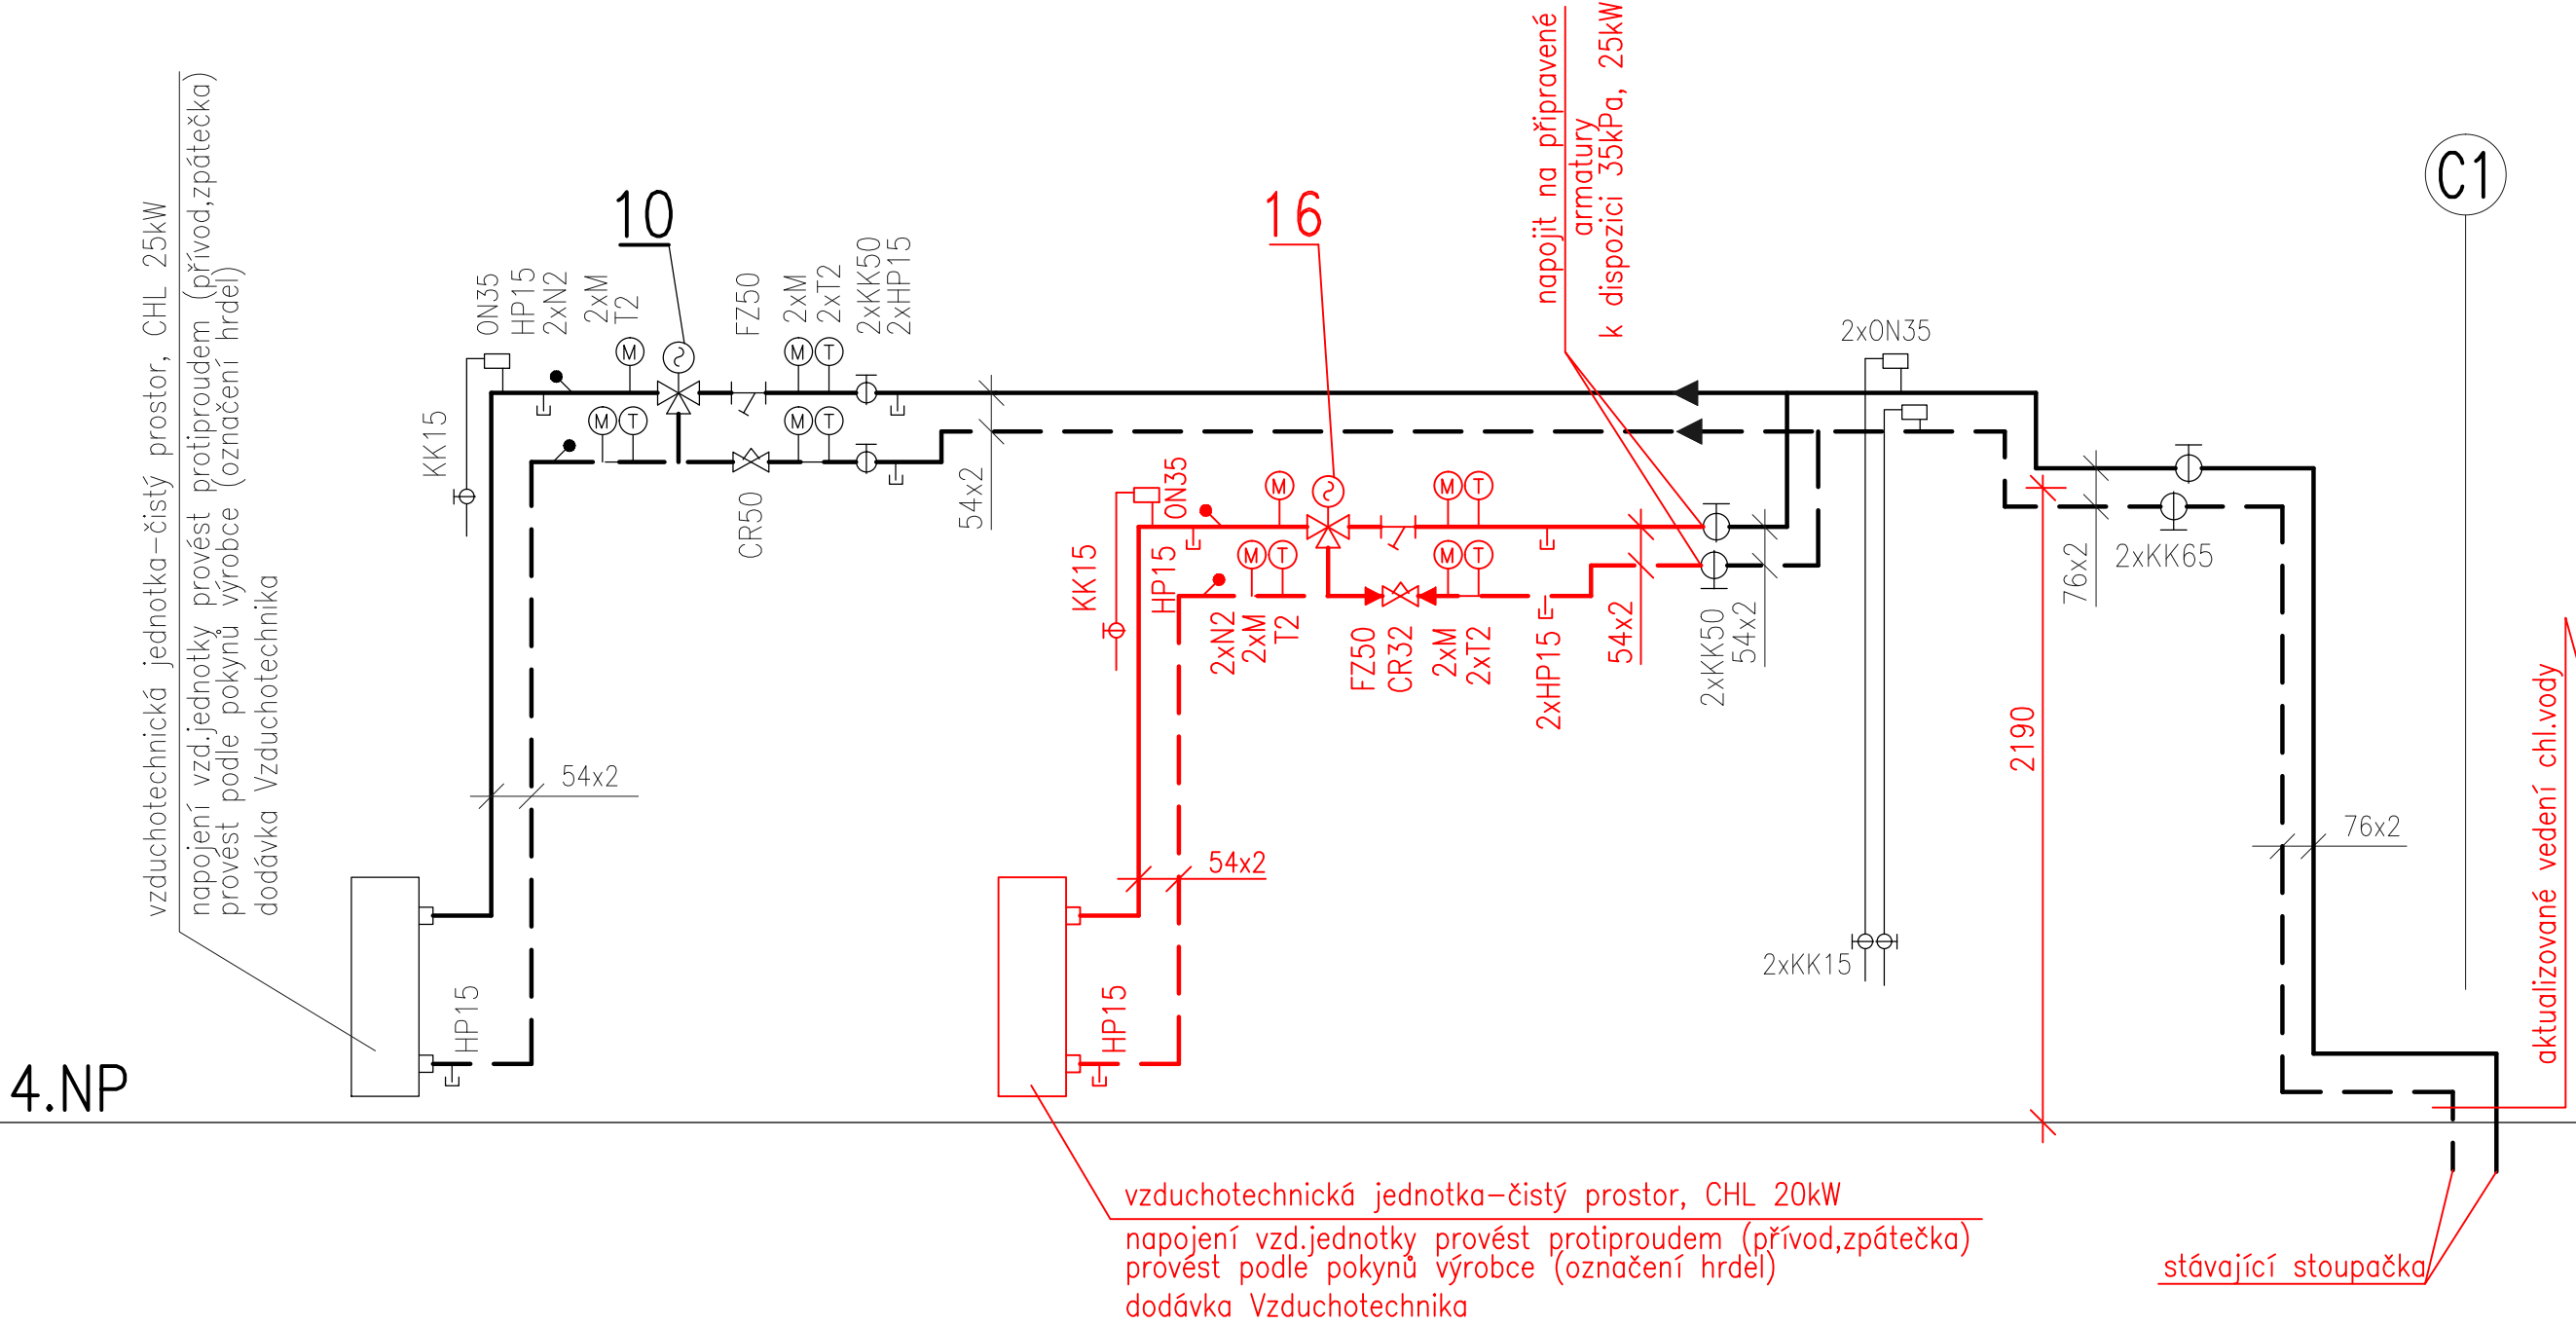 vzduchotechnická jednotka-čistý prostor, CHL 25kW
napojení vzd.jednotky provést protiproudem (přívod,zpátečka)
provést podle pokynů výrobce (označení hrdel)
dodávka Vzduchotechnika
10
ON35
HP15
2xN2
2xM
T2
FZ50
2xM
2xT2
2xKK50
2xHP15
KK15
M
M
T
M
T
M
T
CR50
54x2
54x2
HP15
4.NP
16
napojit na připravené
armatury
k dispozici 35kPa, 25kW
ON35
KK15
HP15
M
M
T
M
T
M
T
2xN2
2xM
T2
FZ50
CR32
2xM
2xT2
2xHP15
54x2
2xKK50
54x2
54x2
HP15
2xON35
2xKK15
C1
76x2
2xKK65
2190
76x2
aktualizované vedení chl.vody
vzduchotechnická jednotka-čistý prostor, CHL 20kW
napojení vzd.jednotky provést protiproudem (přívod,zpátečka)
provést podle pokynů výrobce (označení hrdel)
dodávka Vzduchotechnika
stávající stoupačka